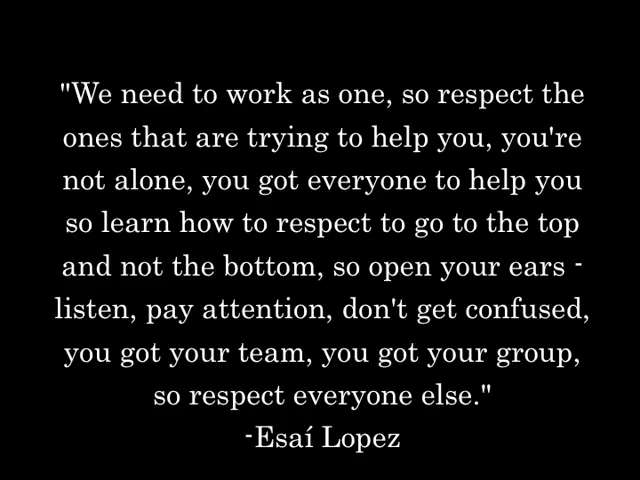 "We need to work as one, so respect the
ones that are trying to help you, you're
not alone, you got everyone to help you
so learn how to respect to go to the top
and not the bottom, so open your ears -
listen, pay attention, don't get confused,
you got your team, you got your group,
so respect everyone else."
-Esaí Lopez